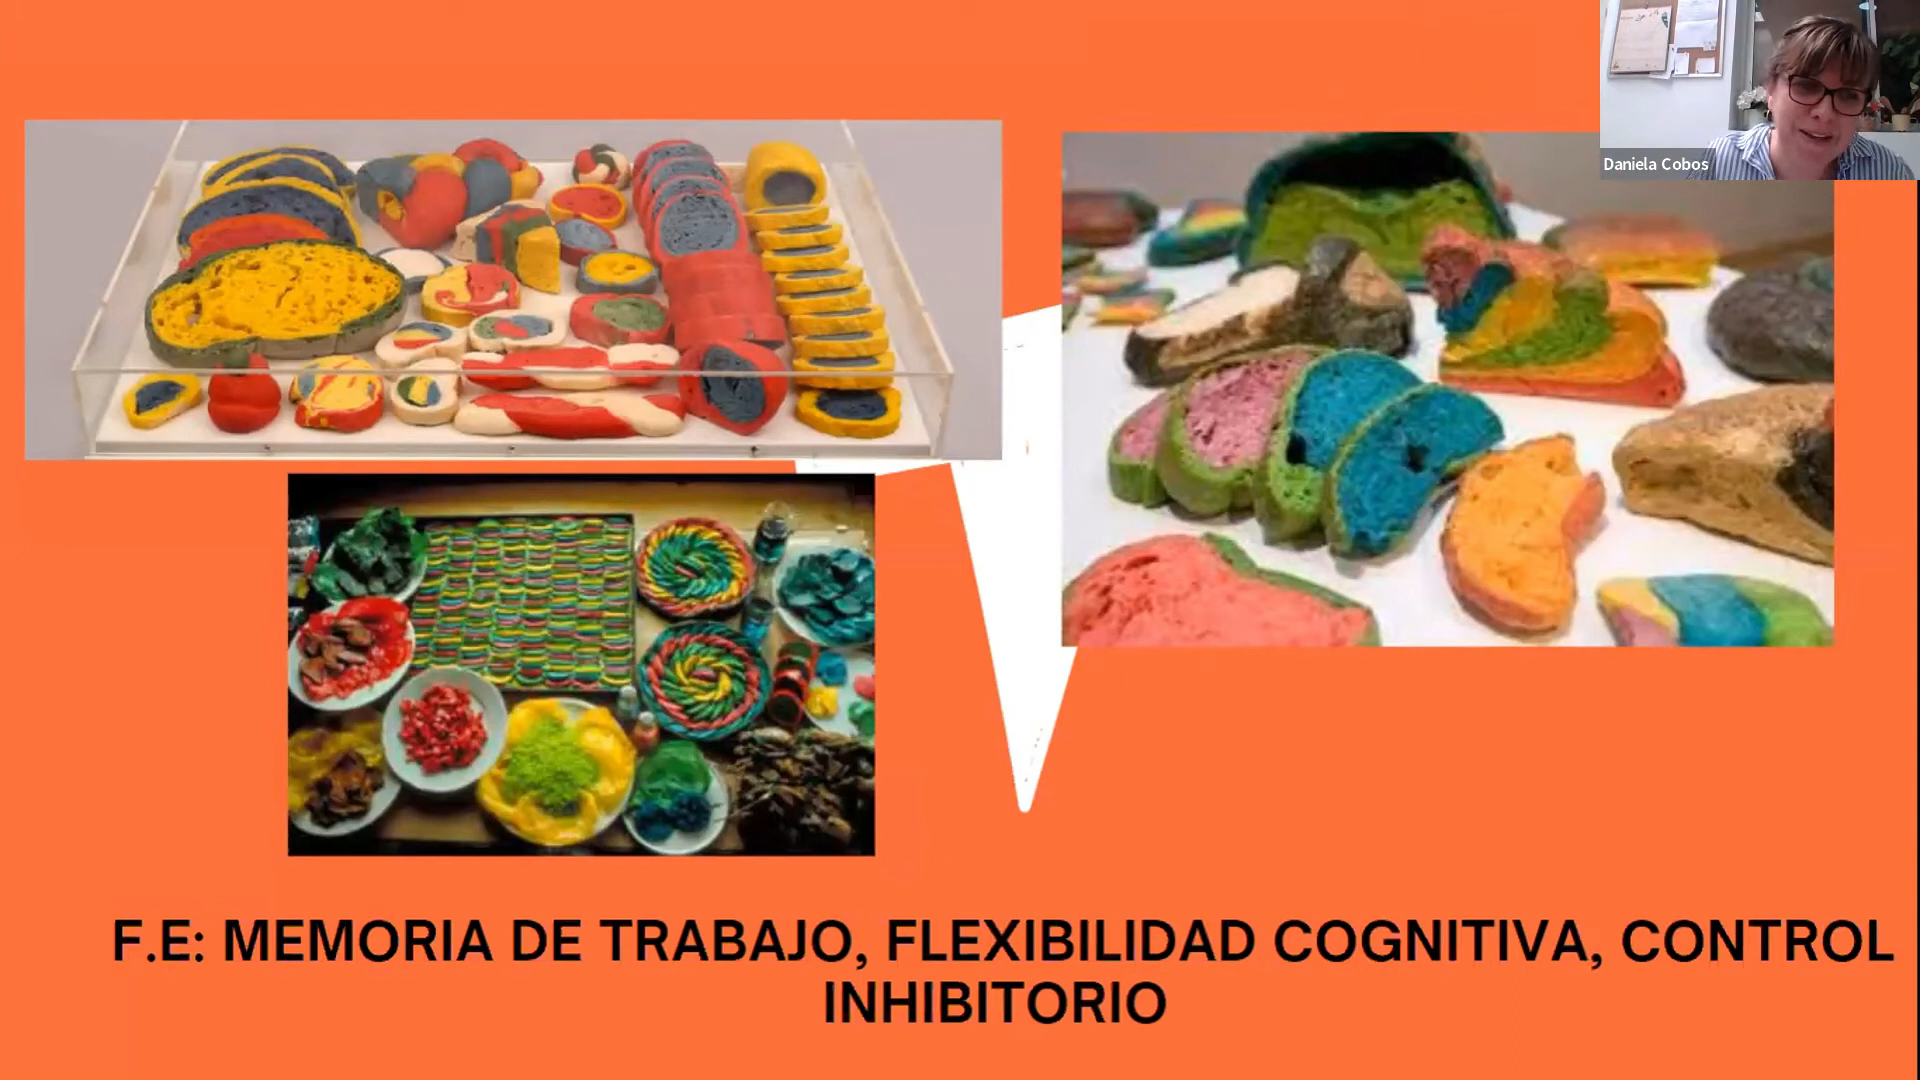 Daniela Cobos
F.E: MEMORIA DE TRABAJO, FLEXIBILIDAD COGNITIVA, CONTROL
INHIBITORIO